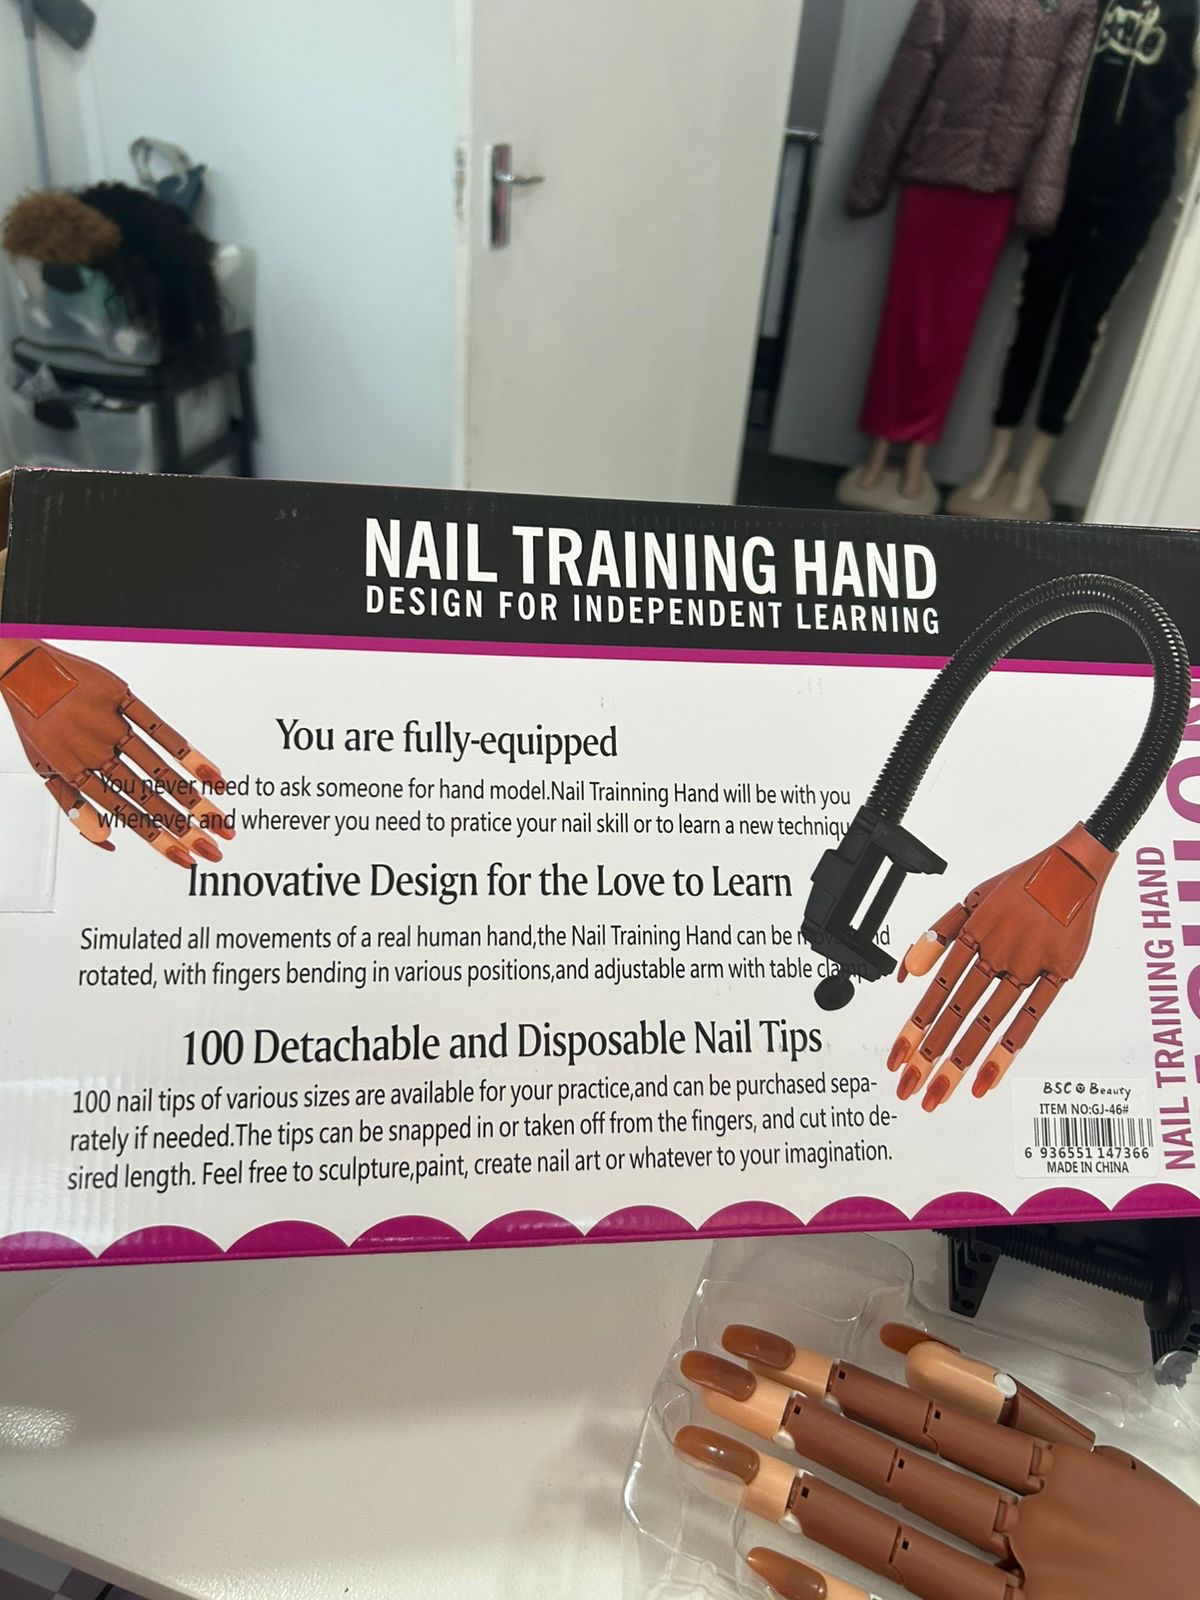 NAIL TRAINING HAND
DESIGN FOR INDEPENDENT LEARNING
You are fully-equipped
You never need to ask someone for hand model.Nail Trainning Hand will be with you
whenever and wherever you need to pratice your nail skill or to learn a new technique
Innovative Design for the Love to Learn
Simulated all movements of a real human hand,the Nail Training Hand can be moved and
rotated, with fingers bending in various positions,and adjustable arm with table clamp.
100 Detachable and Disposable Nail Tips
100 nail tips of various sizes are available for your practice,and can be purchased sepa-
rately if needed.The tips can be snapped in or taken off from the fingers, and cut into de-
sired length. Feel free to sculpture,paint, create nail art or whatever to your imagination.
BSC Beauty
ITEM NO:GJ-46#
6 936551 147366
MADE IN CHINA
NAIL TRAINING HAND